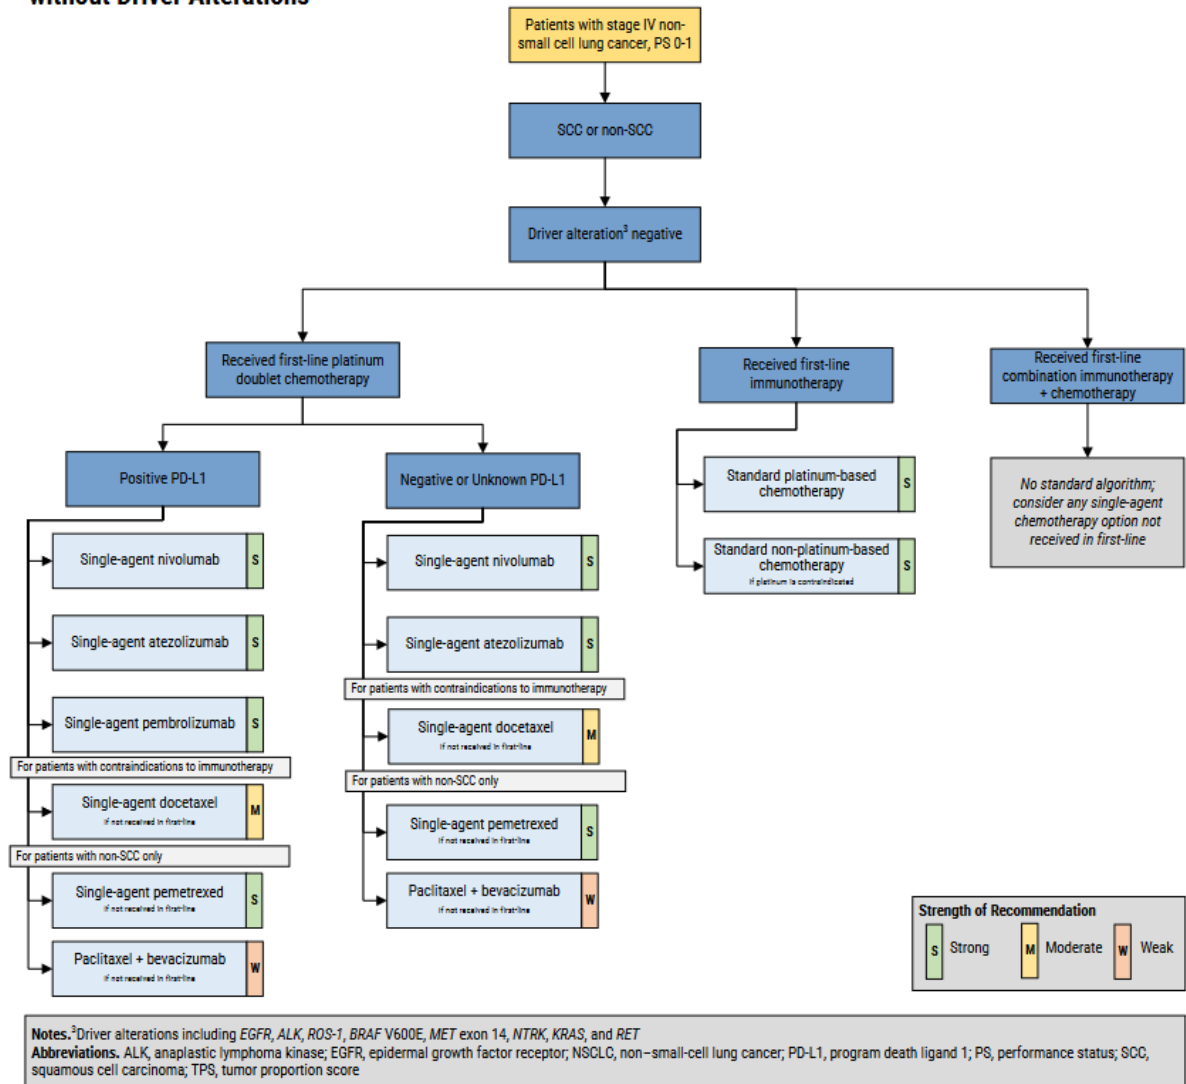 without Driver Alterations
Patients with stage IV non-
small cell lung cancer, PS 0-1
SCC or non-SCC
Driver alteration³ negative
Received first-line platinum
doublet chemotherapy
Received first-line
immunotherapy
Received first-line
combination immunotherapy
+ chemotherapy
Positive PD-L1
Negative or Unknown PD-L1
Single-agent nivolumab
S
Single-agent atezolizumab
S
Single-agent pembrolizumab
S
For patients with contraindications to immunotherapy
Single-agent docetaxel
If not received in first-line
M
For patients with non-SCC only
Single-agent pemetrexed
If not received in first-line
S
Paclitaxel + bevacizumab
If not received in first-line
W
Single-agent nivolumab
S
Single-agent atezolizumab
S
For patients with contraindications to immunotherapy
Single-agent docetaxel
If not received in first-line
M
For patients with non-SCC only
Single-agent pemetrexed
If not received in first-line
S
Paclitaxel + bevacizumab
If not received in first-line
W
Standard platinum-based
chemotherapy
S
Standard non-platinum-based
chemotherapy
If platinum is contraindicated
S
No standard algorithm;
consider any single-agent
chemotherapy option not
received in first-line
Strength of Recommendation
S Strong M Moderate W Weak
Notes.³Driver alterations including EGFR, ALK, ROS-1, BRAF V600E, MET exon 14, NTRK, KRAS, and RET
Abbreviations. ALK, anaplastic lymphoma kinase; EGFR, epidermal growth factor receptor; NSCLC, non–small-cell lung cancer; PD-L1, program death ligand 1; PS, performance status; SCC,
squamous cell carcinoma; TPS, tumor proportion score